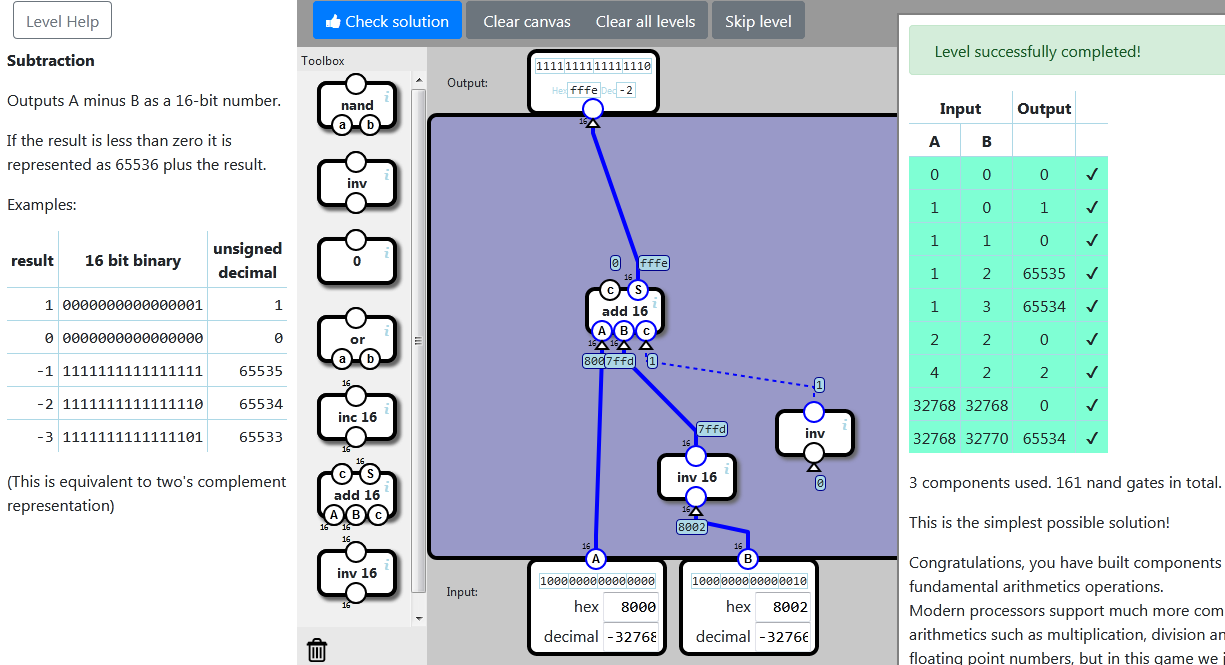 Level Help
Subtraction
Outputs A minus B as a 16-bit number.
If the result is less than zero it is
represented as 65536 plus the result.
Examples:
result 16 bit binary unsigned decimal
1 0000000000000001 1
0 0000000000000000 0
-1 1111111111111111 65535
-2 1111111111111110 65534
-3 1111111111111101 65533
(This is equivalent to two's complement
representation)
Check solution Clear canvas Clear all levels Skip level
Toolbox
nand
a b
inv
0
or
a b
16
inc 16
16
16
c S
add 16
A B c
16 16
16
inv 16
16
Output:
1111111111111110
Hex fffe Dec -2
16
0 fffe
16
c S
add 16
A B c
16 16
8007ffd 1
1
inv
0
7ffd
16
inv 16
16
8002
16 16
A B
Input:
1000000000000000
hex 8000
decimal -32768
1000000000000010
hex 8002
decimal -3276
Level successfully completed!
Input Output
A B
0 0 0 ✓
1 0 1 ✓
1 1 0 ✓
1 2 65535 ✓
1 3 65534 ✓
2 2 0 ✓
4 2 2 ✓
32768 32768 0 ✓
32768 32770 65534 ✓
3 components used. 161 nand gates in total.
This is the simplest possible solution!
Congratulations, you have built components
fundamental arithmetics operations.
Modern processors support much more com
arithmetics such as multiplication, division an
floating point numbers, but in this game we j